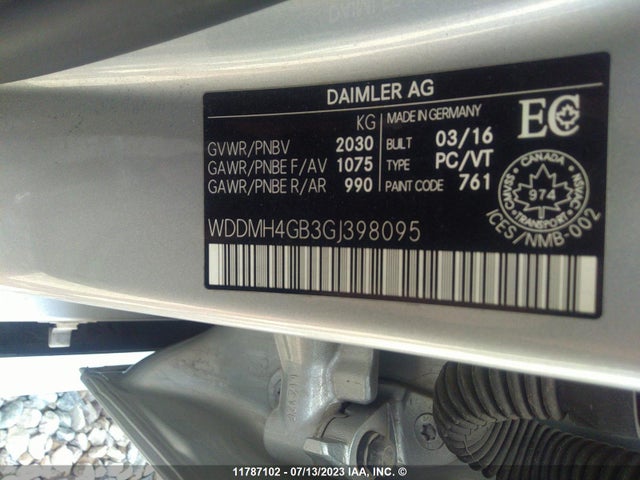 DAIMLER AG
KG MADE IN GERMANY
GVWR/PNBV 2030 BUILT 03/16
GAWR/PNBE F/AV 1075 TYPE PC/VT
GAWR/PNBE R/AR 990 PAINT CODE 761
EC
CANADA
974
NSVAC
CMVSS
ICES/NMB-002
WDDMH4GB3GJ398095
11787102 - 07/13/2023 IAA, INC. ©